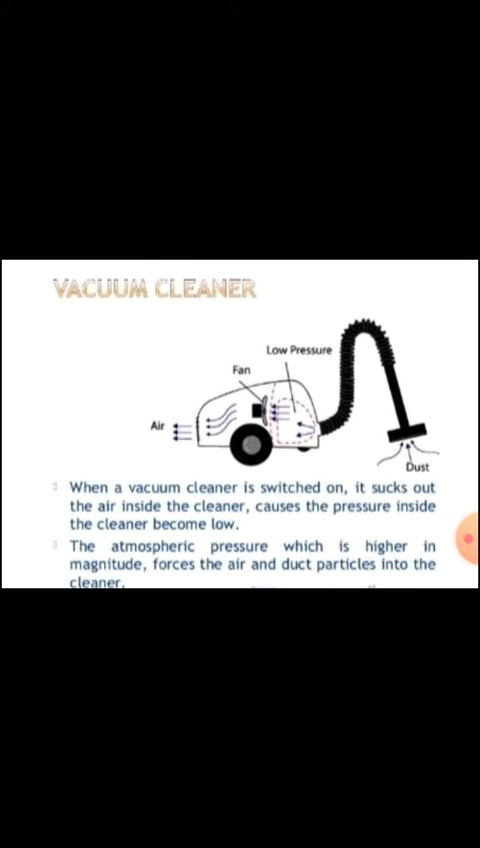 VACUUM CLEANER
Low Pressure
Fan
Air
Dust
When a vacuum cleaner is switched on, it sucks out
the air inside the cleaner, causes the pressure inside
the cleaner become low.
The atmospheric pressure which is higher in
magnitude, forces the air and duct particles into the
cleaner.